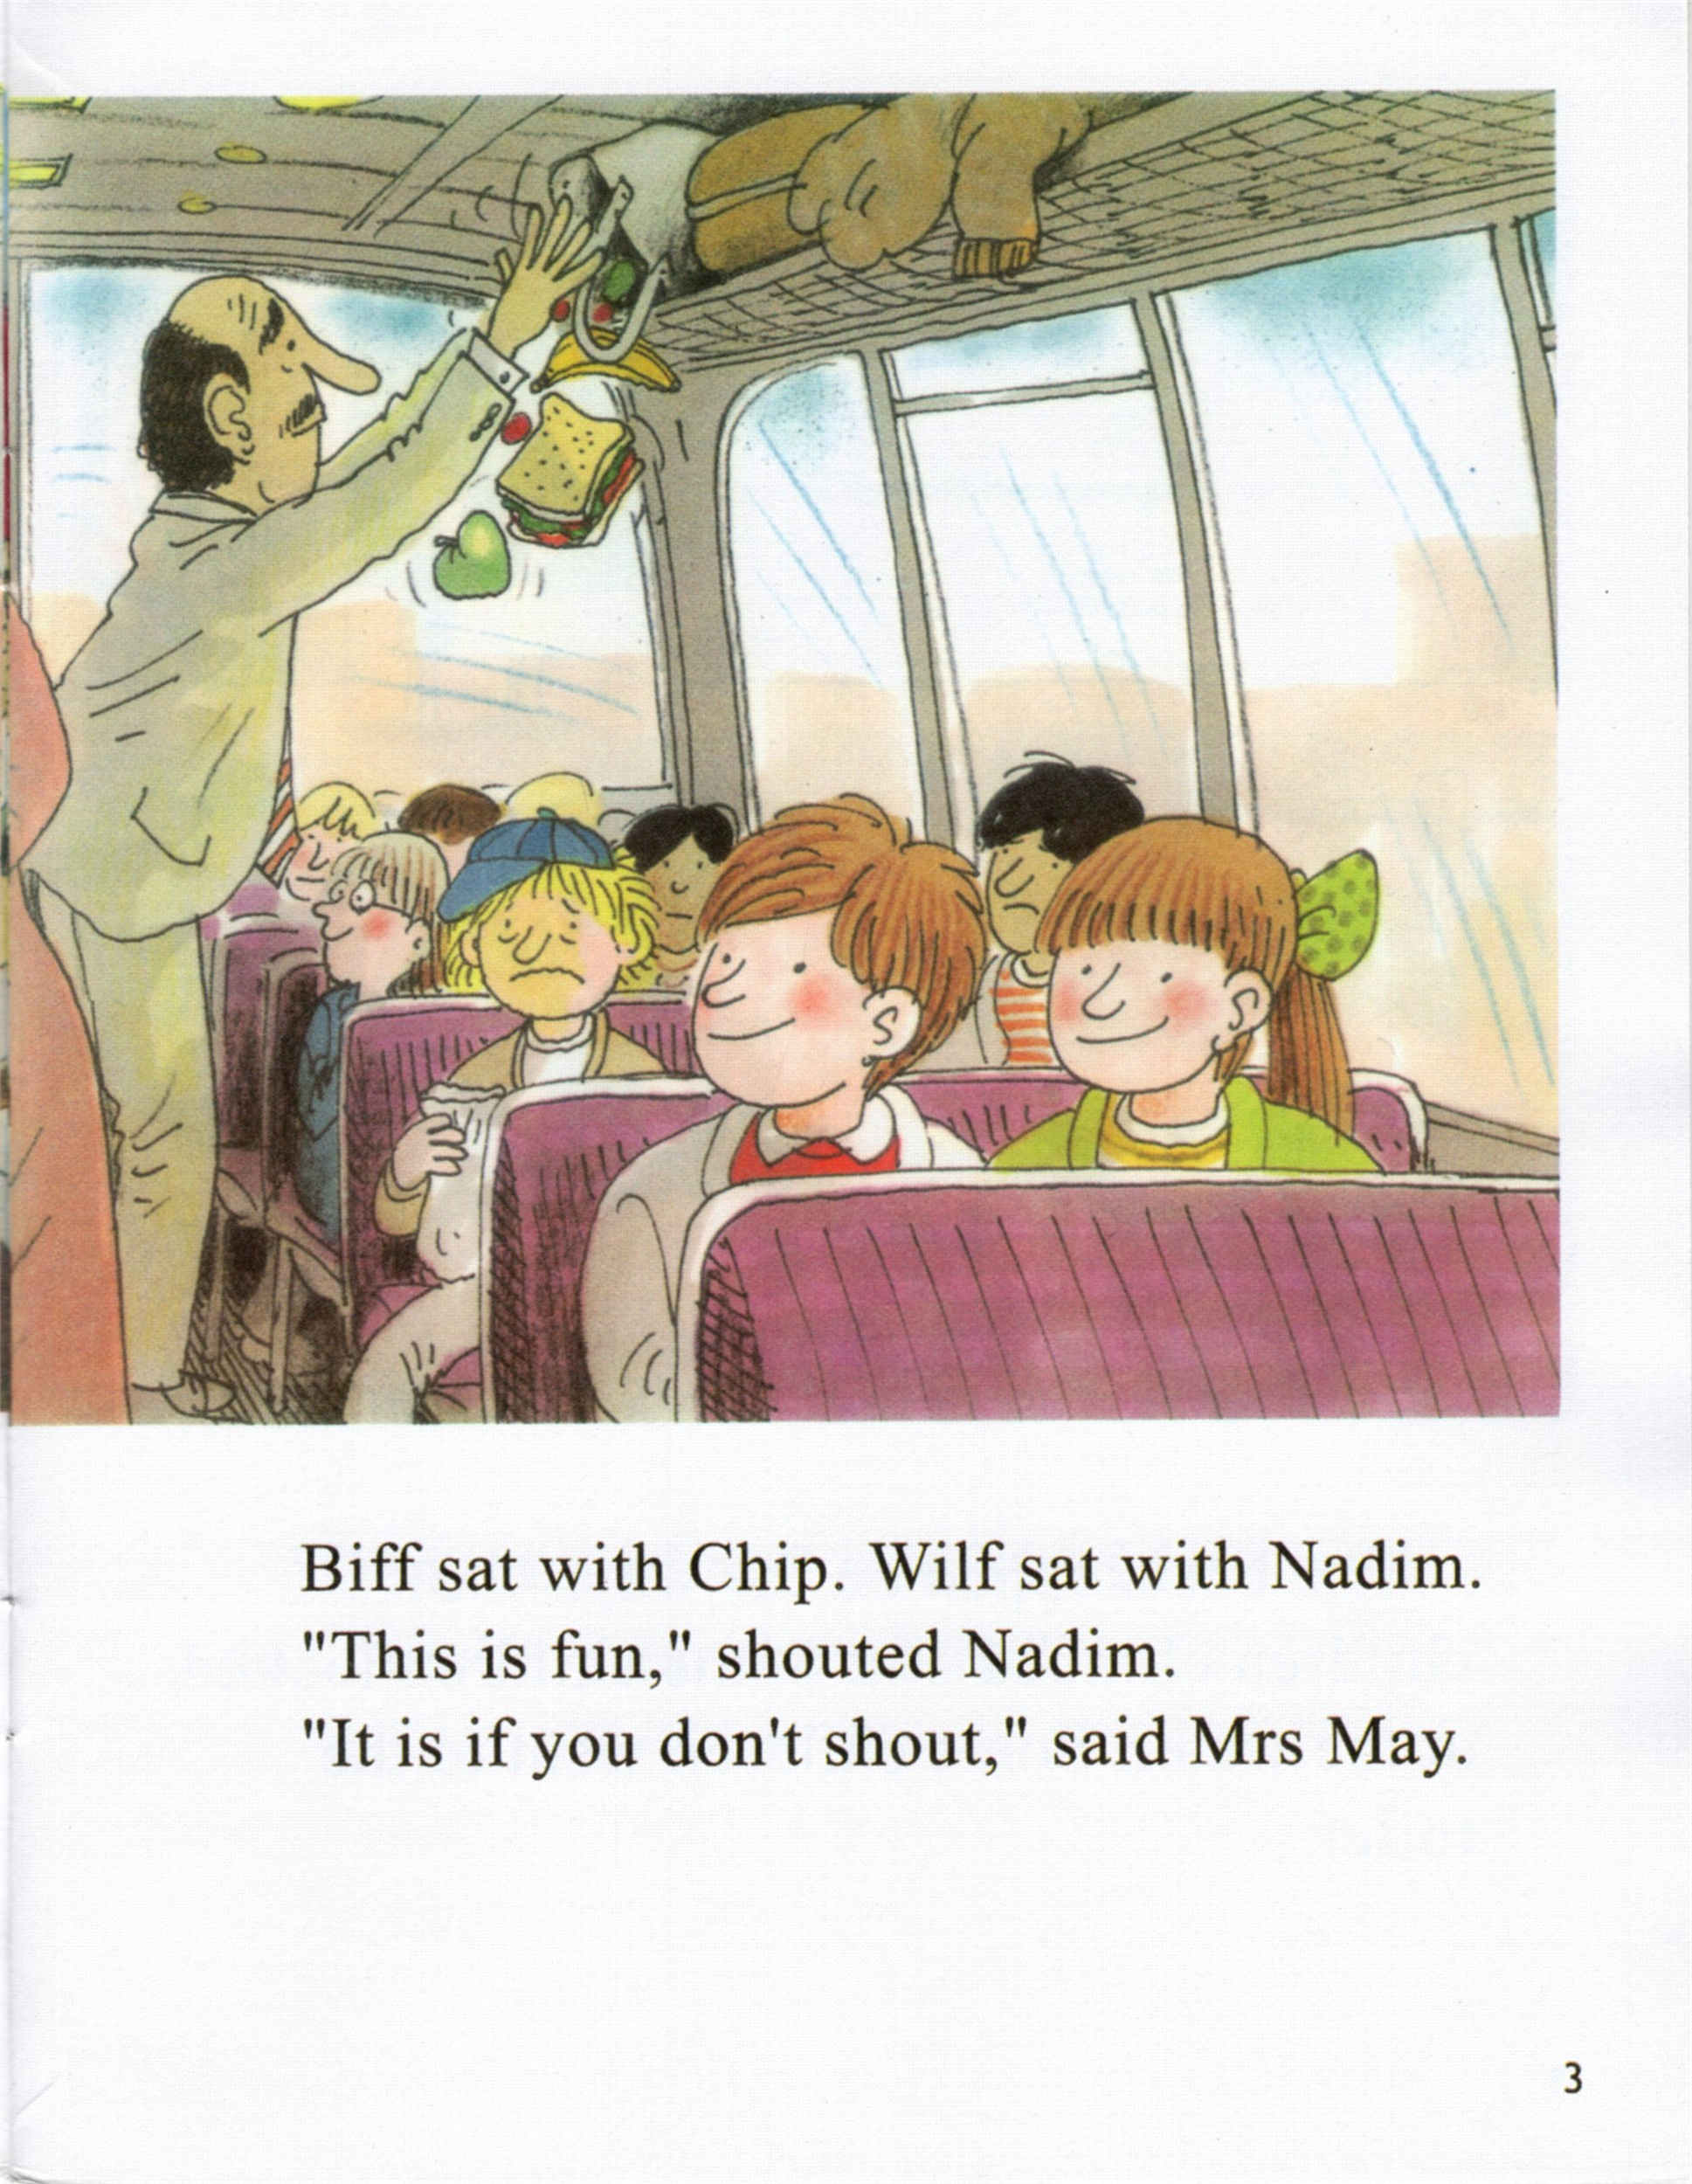 Biff sat with Chip. Wilf sat with Nadim.
"This is fun," shouted Nadim.
"It is if you don't shout," said Mrs May.
3